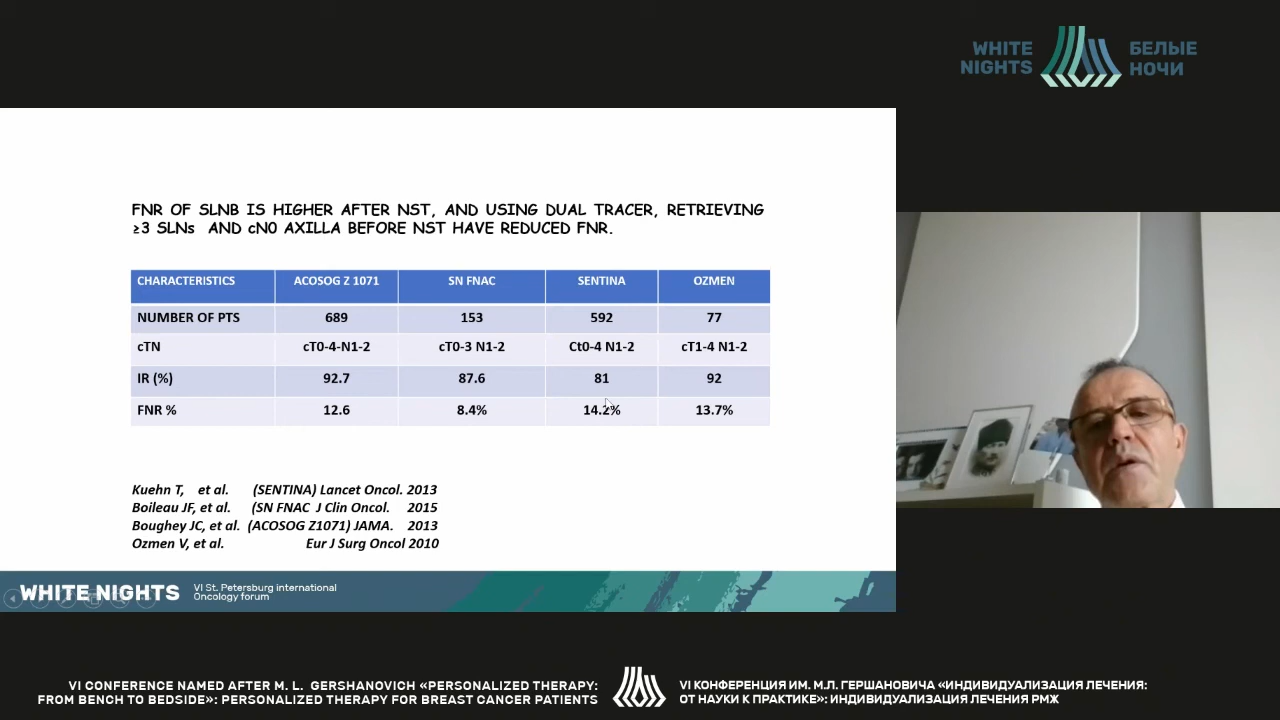 WHITE
NIGHTS
БЕЛЫЕ
НОЧИ
FNR OF SLNB IS HIGHER AFTER NST, AND USING DUAL TRACER, RETRIEVING
≥3 SLNs AND cN0 AXILLA BEFORE NST HAVE REDUCED FNR.
CHARACTERISTICS ACOSOG Z 1071 SN FNAC SENTINA OZMEN
NUMBER OF PTS 689 153 592 77
cTN cT0-4-N1-2 cT0-3 N1-2 Ct0-4 N1-2 cT1-4 N1-2
IR (%) 92.7 87.6 81 92
FNR % 12.6 8.4% 14.2% 13.7%
Kuehn T, et al. (SENTINA) Lancet Oncol. 2013
Boileau JF, et al. (SN FNAC J Clin Oncol. 2015
Boughey JC, et al. (ACOSOG Z1071) JAMA. 2013
Ozmen V, et al. Eur J Surg Oncol 2010
WHITE NIGHTS
VI St. Petersburg international
Oncology forum
VI CONFERENCE NAMED AFTER M. L. GERSHANOVICH «PERSONALIZED THERAPY:
FROM BENCH TO BEDSIDE»: PERSONALIZED THERAPY FOR BREAST CANCER PATIENTS
VI КОНФЕРЕНЦИЯ ИМ. М.Л. ГЕРШАНОВИЧА «ИНДИВИДУАЛИЗАЦИЯ ЛЕЧЕНИЯ:
ОТ НАУКИ К ПРАКТИКЕ»: ИНДИВИДУАЛИЗАЦИЯ ЛЕЧЕНИЯ РМЖ